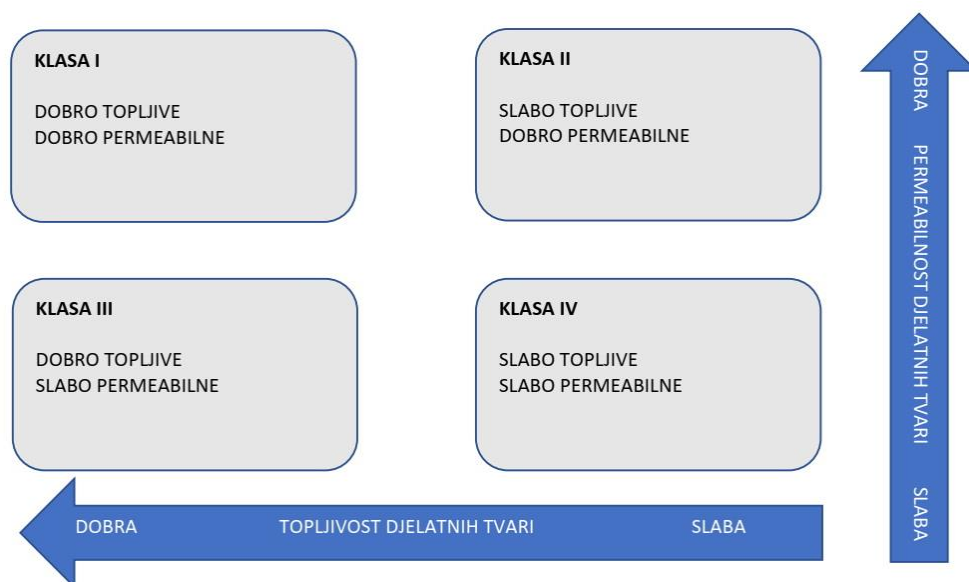 KLASA I
DOBRO TOPLJIVE
DOBRO PERMEABILNE
KLASA II
SLABO TOPLJIVE
DOBRO PERMEABILNE
KLASA III
DOBRO TOPLJIVE
SLABO PERMEABILNE
KLASA IV
SLABO TOPLJIVE
SLABO PERMEABILNE
DOBRA PERMEABILNOST DJELATNIH TVARI SLABA
DOBRA TOPLJIVOST DJELATNIH TVARI SLABA